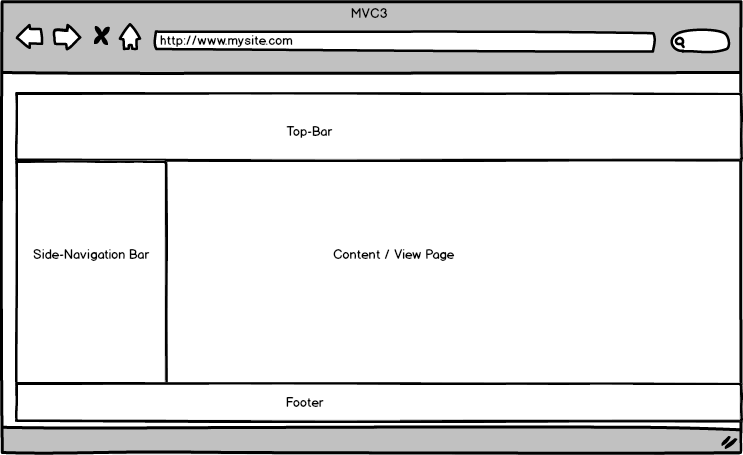 MVC3
http://www.mysite.com
Top-Bar
Side-Navigation Bar
Content / View Page
Footer